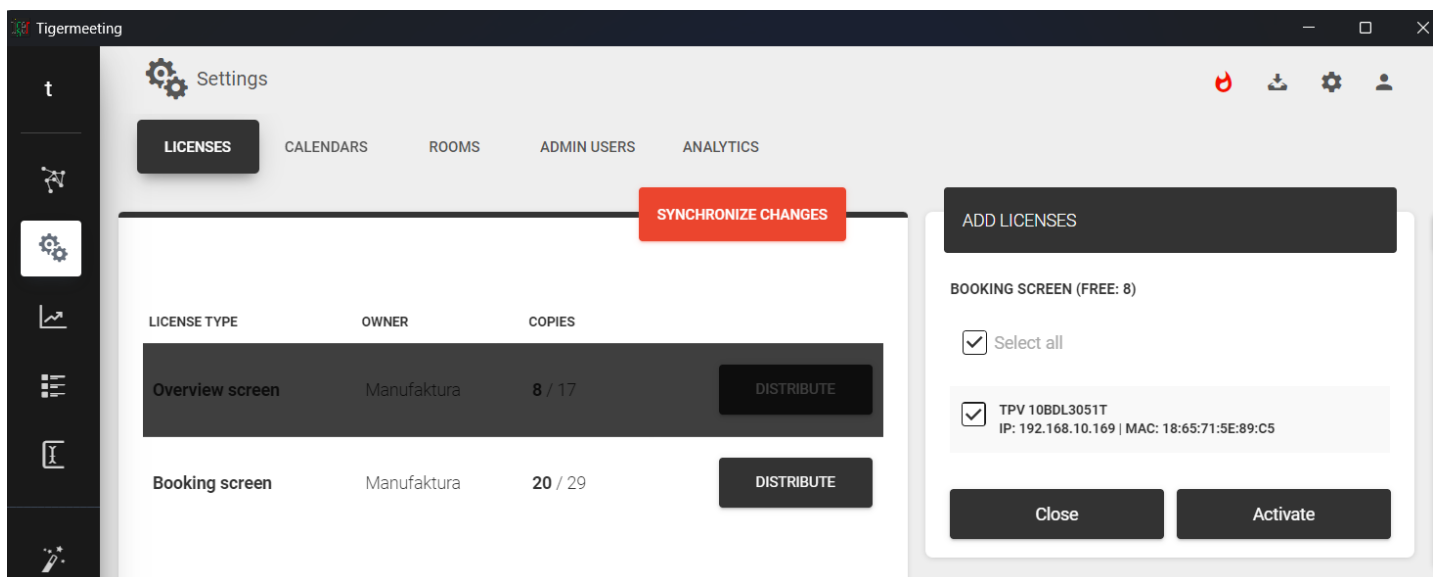 Tigermeeting
t
Settings
LICENSES CALENDARS ROOMS ADMIN USERS ANALYTICS
SYNCHRONIZE CHANGES
LICENSE TYPE OWNER COPIES
Overview screen Manufaktura 8 / 17 DISTRIBUTE
Booking screen Manufaktura 20 / 29 DISTRIBUTE
ADD LICENSES
BOOKING SCREEN (FREE: 8)
Select all
TPV 10BDL3051T
IP: 192.168.10.169 | MAC: 18:65:71:5E:89:C5
Close Activate